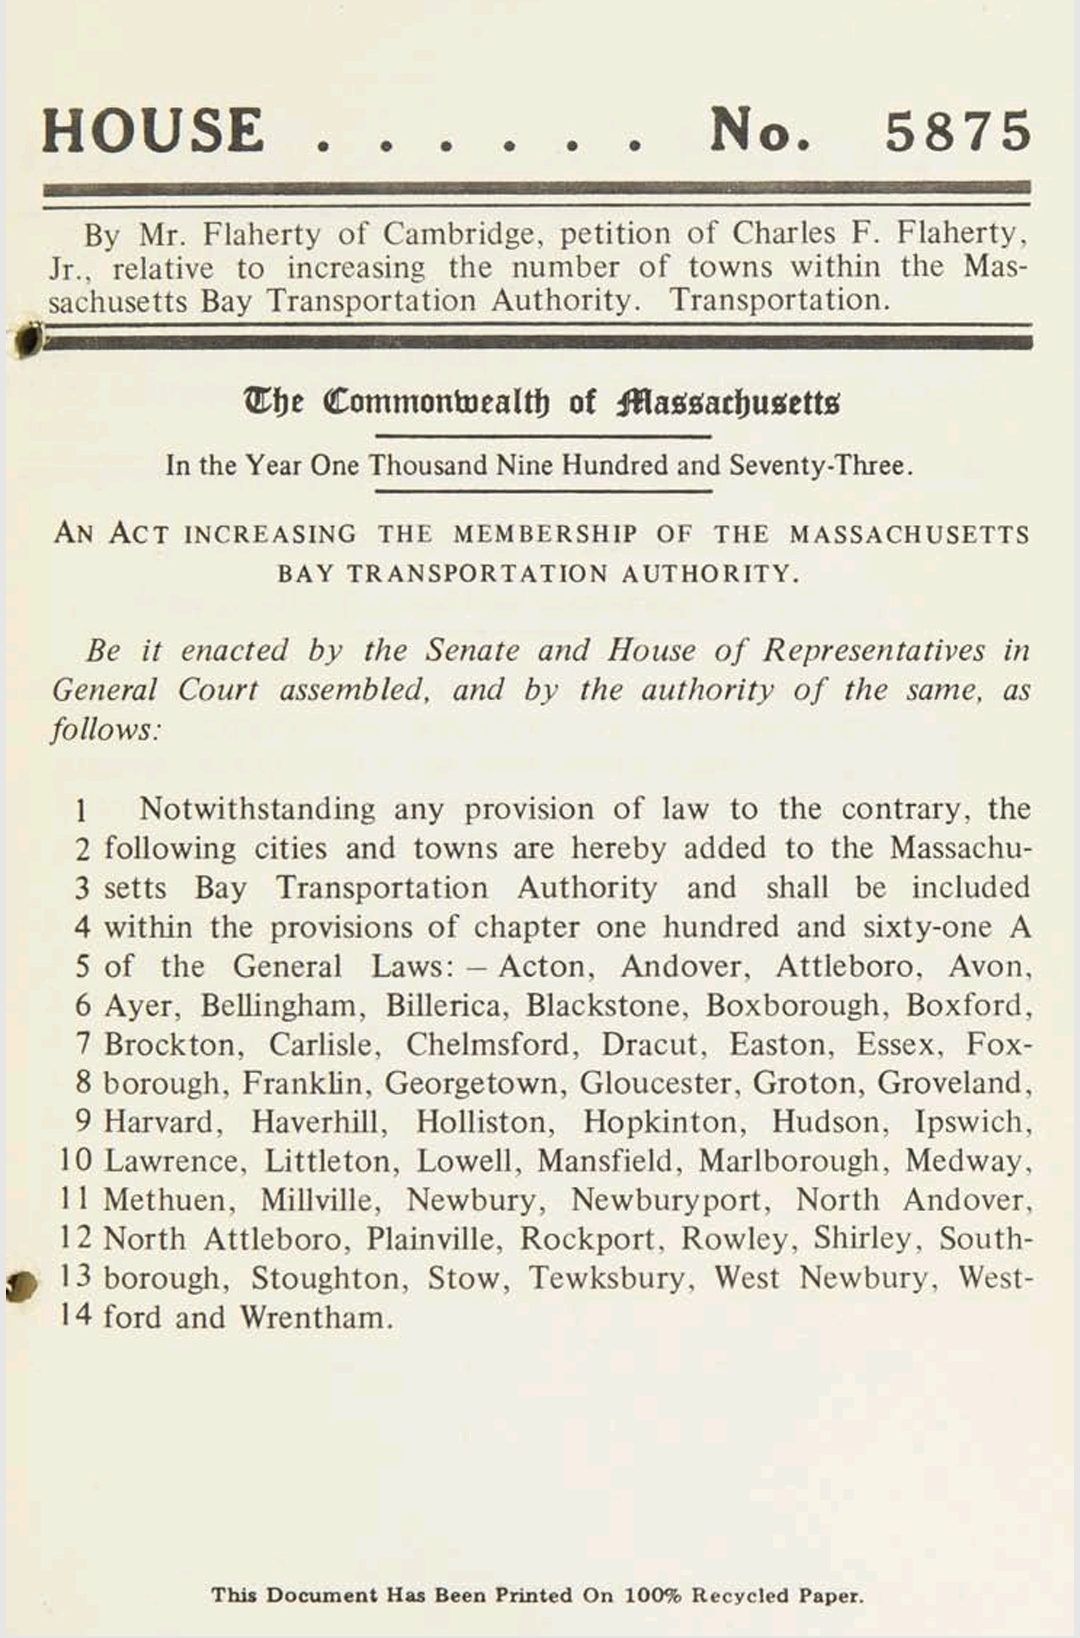 HOUSE . . . . . . No. 5875
By Mr. Flaherty of Cambridge, petition of Charles F. Flaherty,
Jr., relative to increasing the number of towns within the Mas-
sachusetts Bay Transportation Authority. Transportation.
The Commonwealth of Massachusetts
In the Year One Thousand Nine Hundred and Seventy-Three.
AN ACT INCREASING THE MEMBERSHIP OF THE MASSACHUSETTS
BAY TRANSPORTATION AUTHORITY.
Be it enacted by the Senate and House of Representatives in
General Court assembled, and by the authority of the same, as
follows:
1 Notwithstanding any provision of law to the contrary, the
2 following cities and towns are hereby added to the Massachu-
3 setts Bay Transportation Authority and shall be included
4 within the provisions of chapter one hundred and sixty-one A
5 of the General Laws: — Acton, Andover, Attleboro, Avon,
6 Ayer, Bellingham, Billerica, Blackstone, Boxborough, Boxford,
7 Brockton, Carlisle, Chelmsford, Dracut, Easton, Essex, Fox-
8 borough, Franklin, Georgetown, Gloucester, Groton, Groveland,
9 Harvard, Haverhill, Holliston, Hopkinton, Hudson, Ipswich,
10 Lawrence, Littleton, Lowell, Mansfield, Marlborough, Medway,
11 Methuen, Millville, Newbury, Newburyport, North Andover,
12 North Attleboro, Plainville, Rockport, Rowley, Shirley, South-
13 borough, Stoughton, Stow, Tewksbury, West Newbury, West-
14 ford and Wrentham.
This Document Has Been Printed On 100% Recycled Paper.